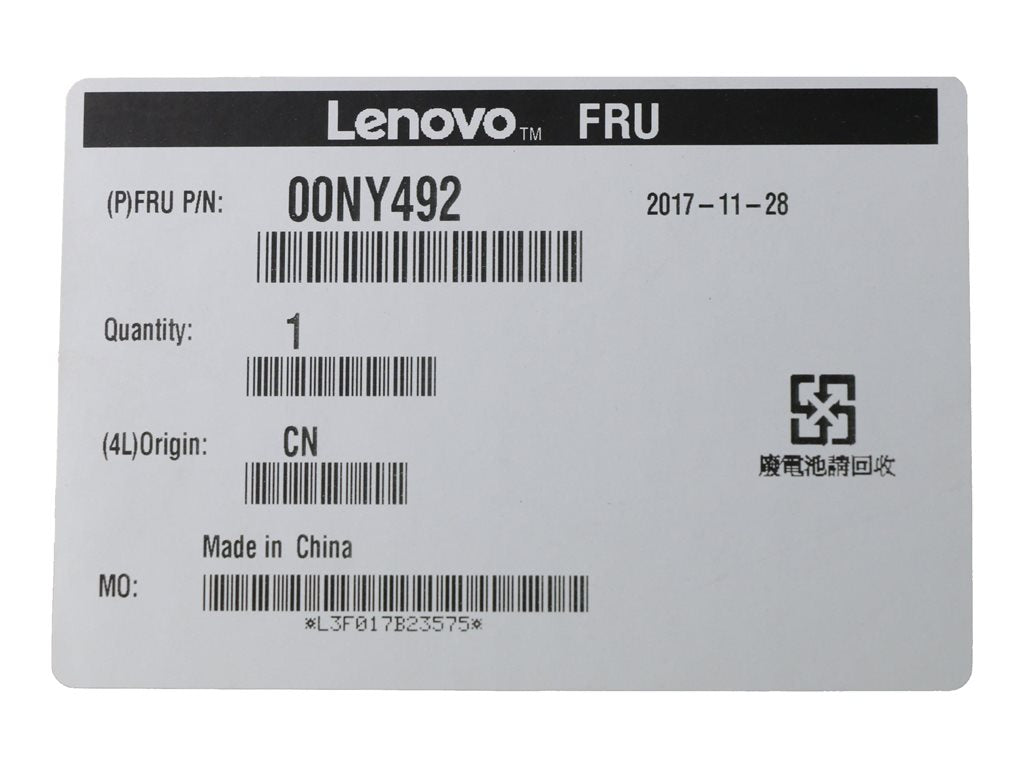 Lenovo™ FRU
(P)FRU P/N: 00NY492 2017-11-28
Quantity: 1
(4L)Origin: CN
廢電池請回收
Made in China
MO:
*L3F017B23575*